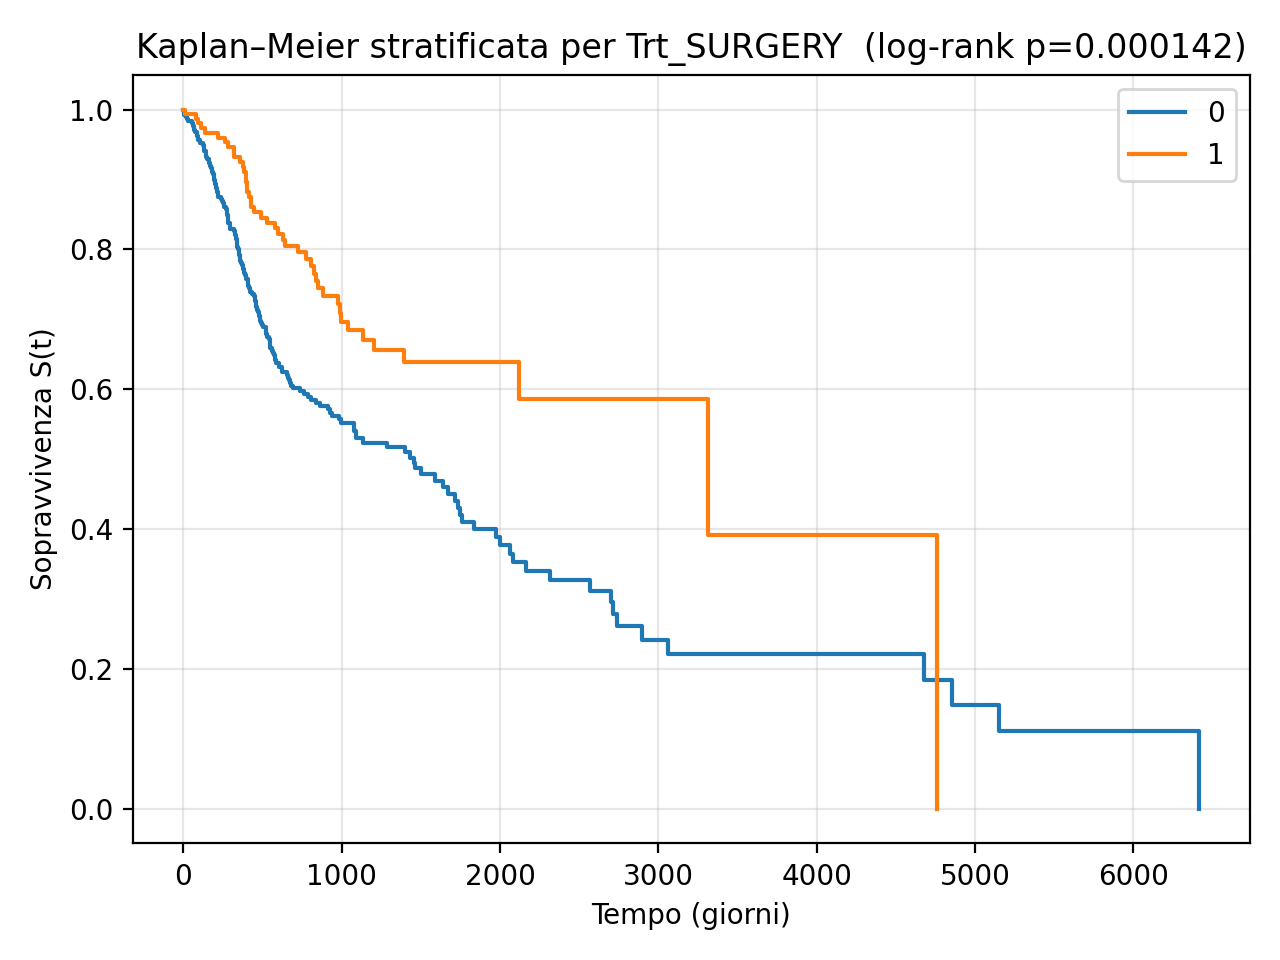 Kaplan–Meier stratificata per Trt_SURGERY (log-rank p=0.000142)
0
1
1.0
0.8
0.6
0.4
0.2
0.0
Sopravvivenza S(t)
0 1000 2000 3000 4000 5000 6000
Tempo (giorni)